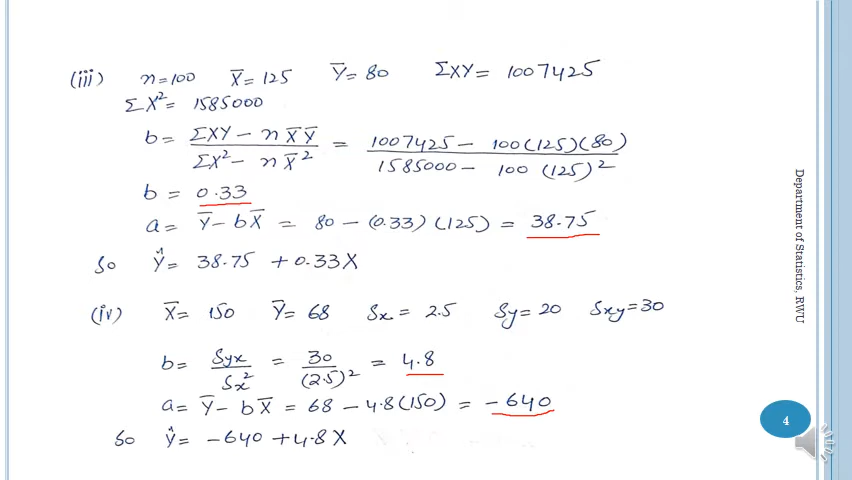 (iii) n=100 X̄=125 Ȳ=80 ΣXY= 1007425
ΣX²= 1585000
b= (ΣXY − n X̄ Ȳ)/(ΣX² − n X̄²) = (1007425 − 100(125)(80))/(1585000 − 100 (125)²)
b = 0.33
a= Ȳ − bX̄ = 80 − (0.33)(125) = 38.75
So Ŷ= 38.75 + 0.33X
(iv) X̄= 150 Ȳ= 68 Sx = 2.5 Sy= 20 Sxy=30
b= Syx/Sx² = 30/(2.5)² = 4.8
a= Ȳ − bX̄ = 68 − 4.8(150) = −640
So Ŷ= −640 + 4.8X
Department of Statistics, RWU
4